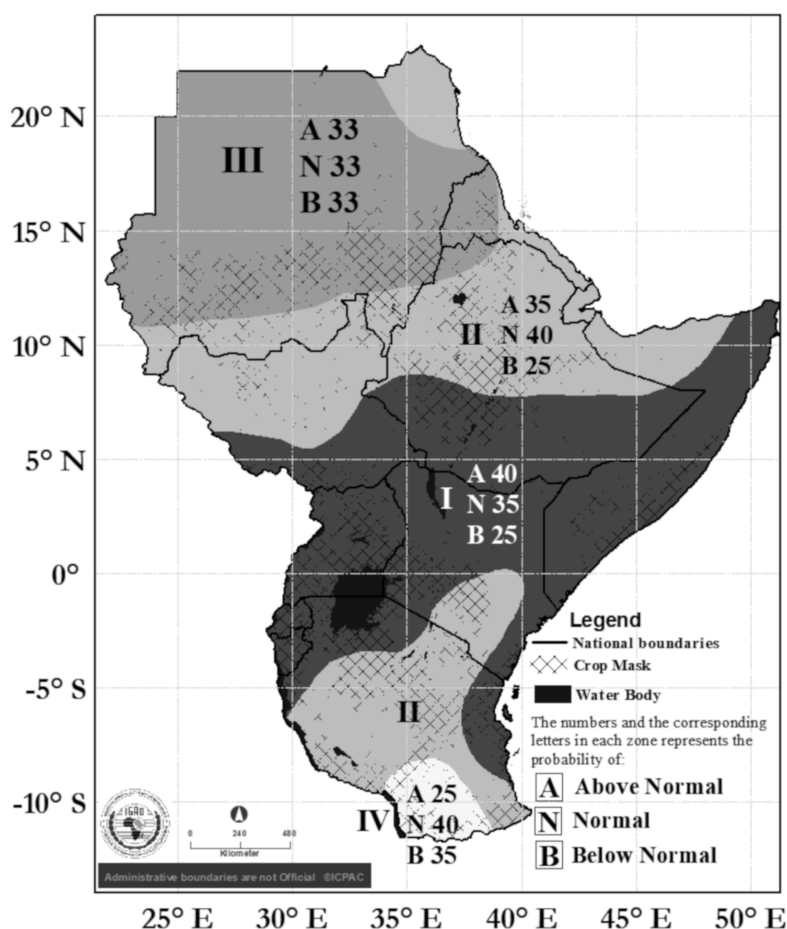 20° N
15° N
10° N
5° N
0°
-5° S
-10° S
III
A 33
N 33
B 33
II
A 35
N 40
B 25
I
A 40
N 35
B 25
II
IV
A 25
N 40
B 35
Legend
National boundaries
Crop Mask
Water Body
The numbers and the corresponding
letters in each zone represents the
probability of:
A Above Normal
N Normal
B Below Normal
IGAD
0 240 480
Kilometer
Administrative boundaries are not Official ©ICPAC
25° E 30° E 35° E 40° E 45° E 50° E